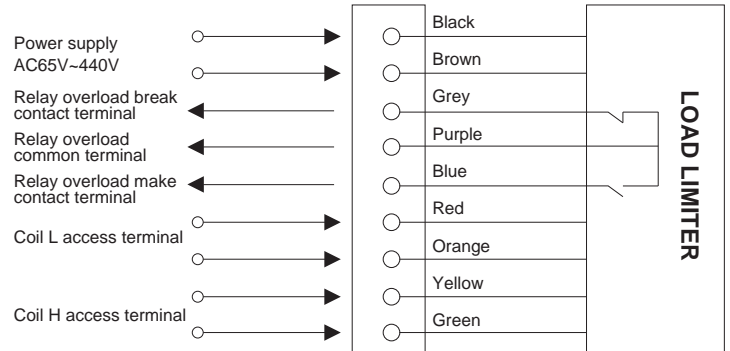 Power supply
AC65V~440V
Relay overload break
contact terminal
Relay overload
common terminal
Relay overload make
contact terminal
Coil L access terminal
Coil H access terminal
Black
Brown
Grey
Purple
Blue
Red
Orange
Yellow
Green
LOAD LIMITER